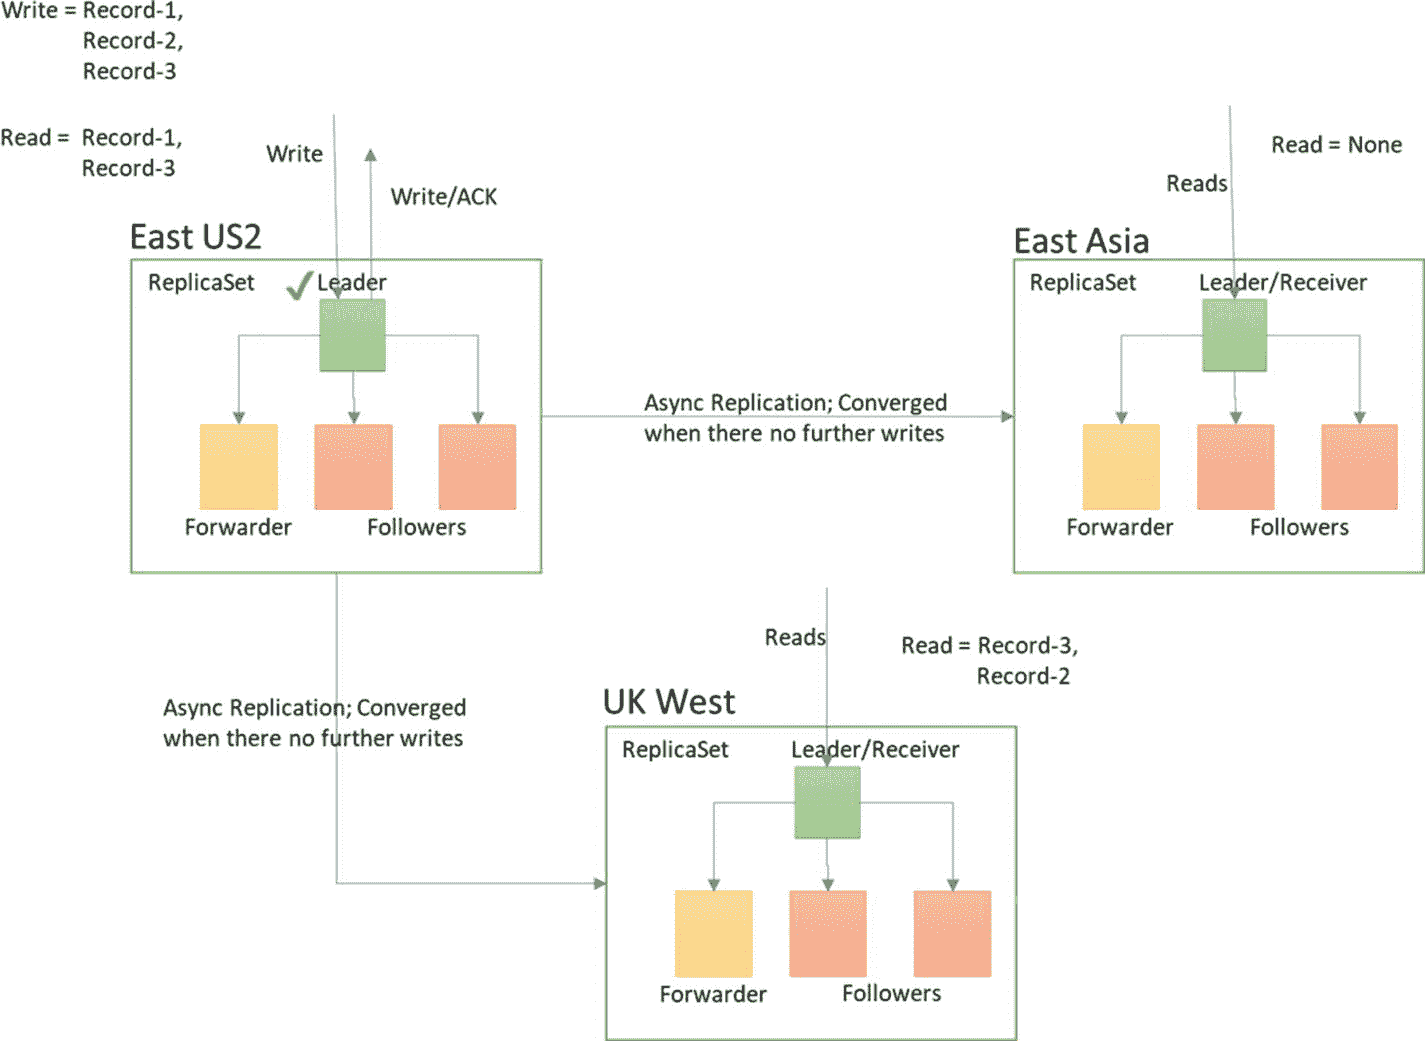 Write = Record-1,
Record-2,
Record-3
Read = Record-1,
Record-3
Write
Write/ACK
East US2
ReplicaSet
Leader
Forwarder
Followers
Async Replication; Converged
when there no further writes
Read = None
Reads
East Asia
ReplicaSet
Leader/Receiver
Forwarder
Followers
Async Replication; Converged
when there no further writes
Reads
Read = Record-3,
Record-2
UK West
ReplicaSet
Leader/Receiver
Forwarder
Followers